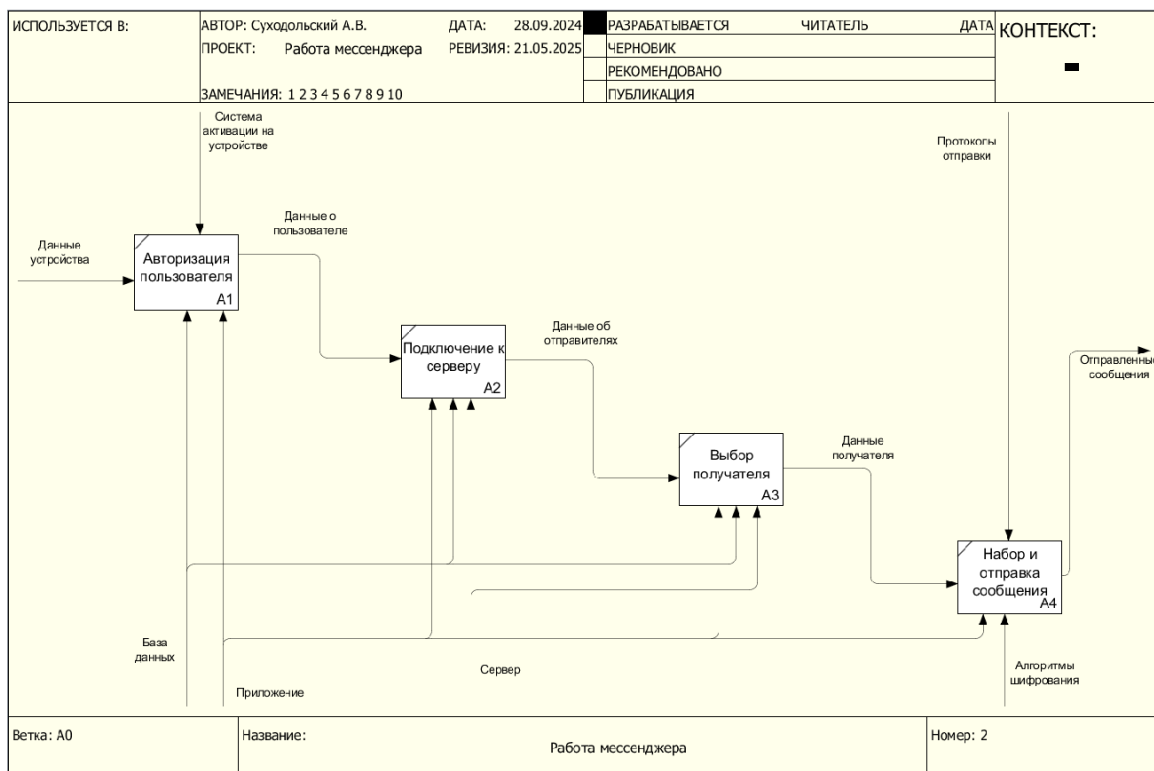 ИСПОЛЬЗУЕТСЯ В:
АВТОР: Суходольский А.В.
ДАТА: 28.09.2024
РАЗРАБАТЫВАЕТСЯ
ЧИТАТЕЛЬ
ДАТА
КОНТЕКСТ:
ПРОЕКТ: Работа мессенджера
РЕВИЗИЯ: 21.05.2025
ЧЕРНОВИК
РЕКОМЕНДОВАНО
ЗАМЕЧАНИЯ: 1 2 3 4 5 6 7 8 9 10
ПУБЛИКАЦИЯ
Система
активации на
устройстве
Протоколы
отправки
Данные о
пользователе
Данные
устройства
Авторизация
пользователя
A1
Данные об
отправителях
Подключение к
серверу
A2
Отправленные
сообщения
Данные
получателя
Выбор
получателя
A3
Набор и
отправка
сообщения
A4
База
данных
Сервер
Алгоритмы
шифрования
Приложение
Ветка: A0
Название:
Работа мессенджера
Номер: 2